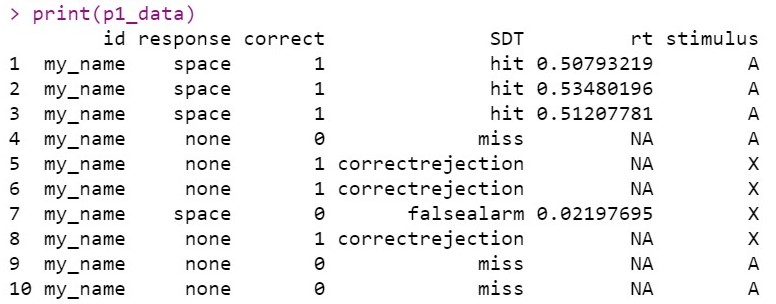 > print(p1_data)
id response correct SDT rt stimulus
1 my_name space 1 hit 0.50793219 A
2 my_name space 1 hit 0.53480196 A
3 my_name space 1 hit 0.51207781 A
4 my_name none 0 miss NA A
5 my_name none 1 correctrejection NA X
6 my_name none 1 correctrejection NA X
7 my_name space 0 falsealarm 0.02197695 X
8 my_name none 1 correctrejection NA X
9 my_name none 0 miss NA A
10 my_name none 0 miss NA A